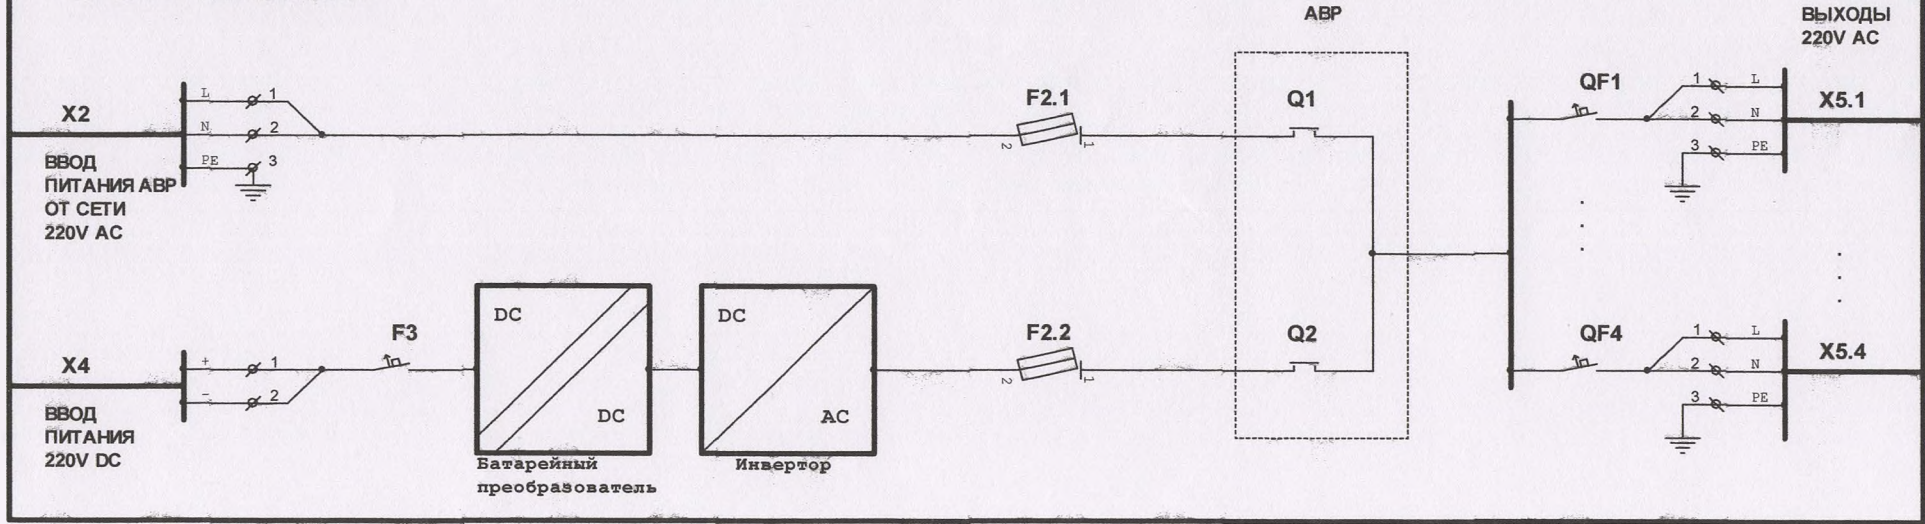 АВР
ВЫХОДЫ
220V AC
X2
L
1
N
2
PE
3
ВВОД
ПИТАНИЯ АВР
ОТ СЕТИ
220V AC
F2.1
2
1
Q1
QF1
1
L
2
N
3
PE
X5.1
X4
+
1
-
2
ВВОД
ПИТАНИЯ
220V DC
F3
DC
DC
Батарейный
преобразователь
DC
AC
Инвертор
F2.2
2
1
Q2
QF4
1
L
2
N
3
PE
X5.4